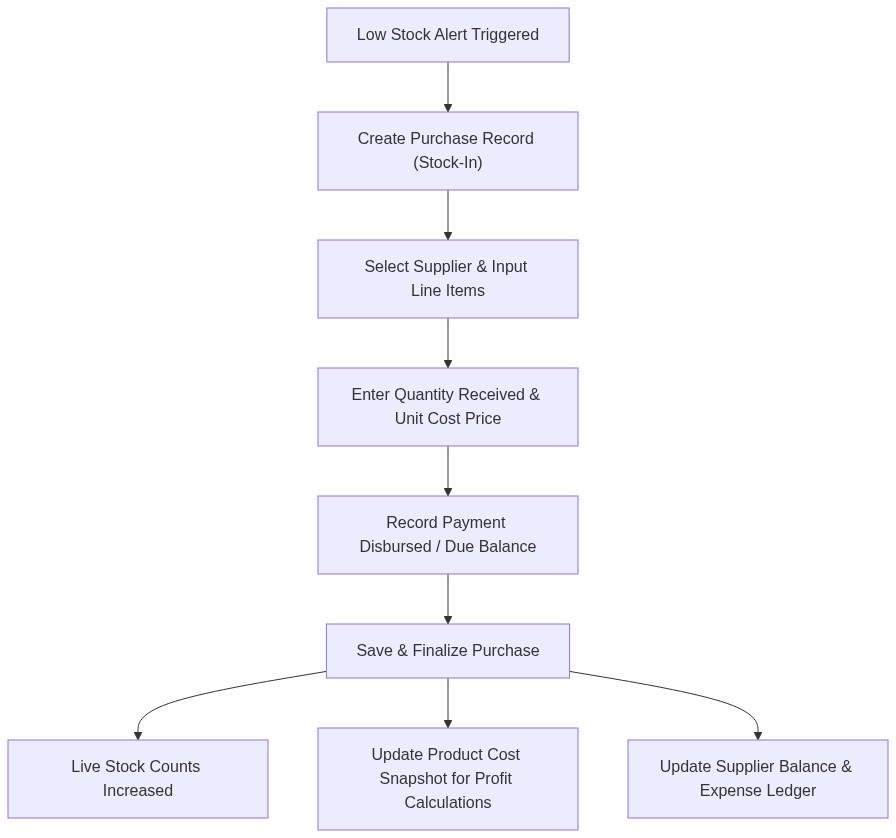 Low Stock Alert Triggered
Create Purchase Record
(Stock-In)
Select Supplier & Input
Line Items
Enter Quantity Received &
Unit Cost Price
Record Payment
Disbursed / Due Balance
Save & Finalize Purchase
Live Stock Counts
Increased
Update Product Cost
Snapshot for Profit
Calculations
Update Supplier Balance &
Expense Ledger